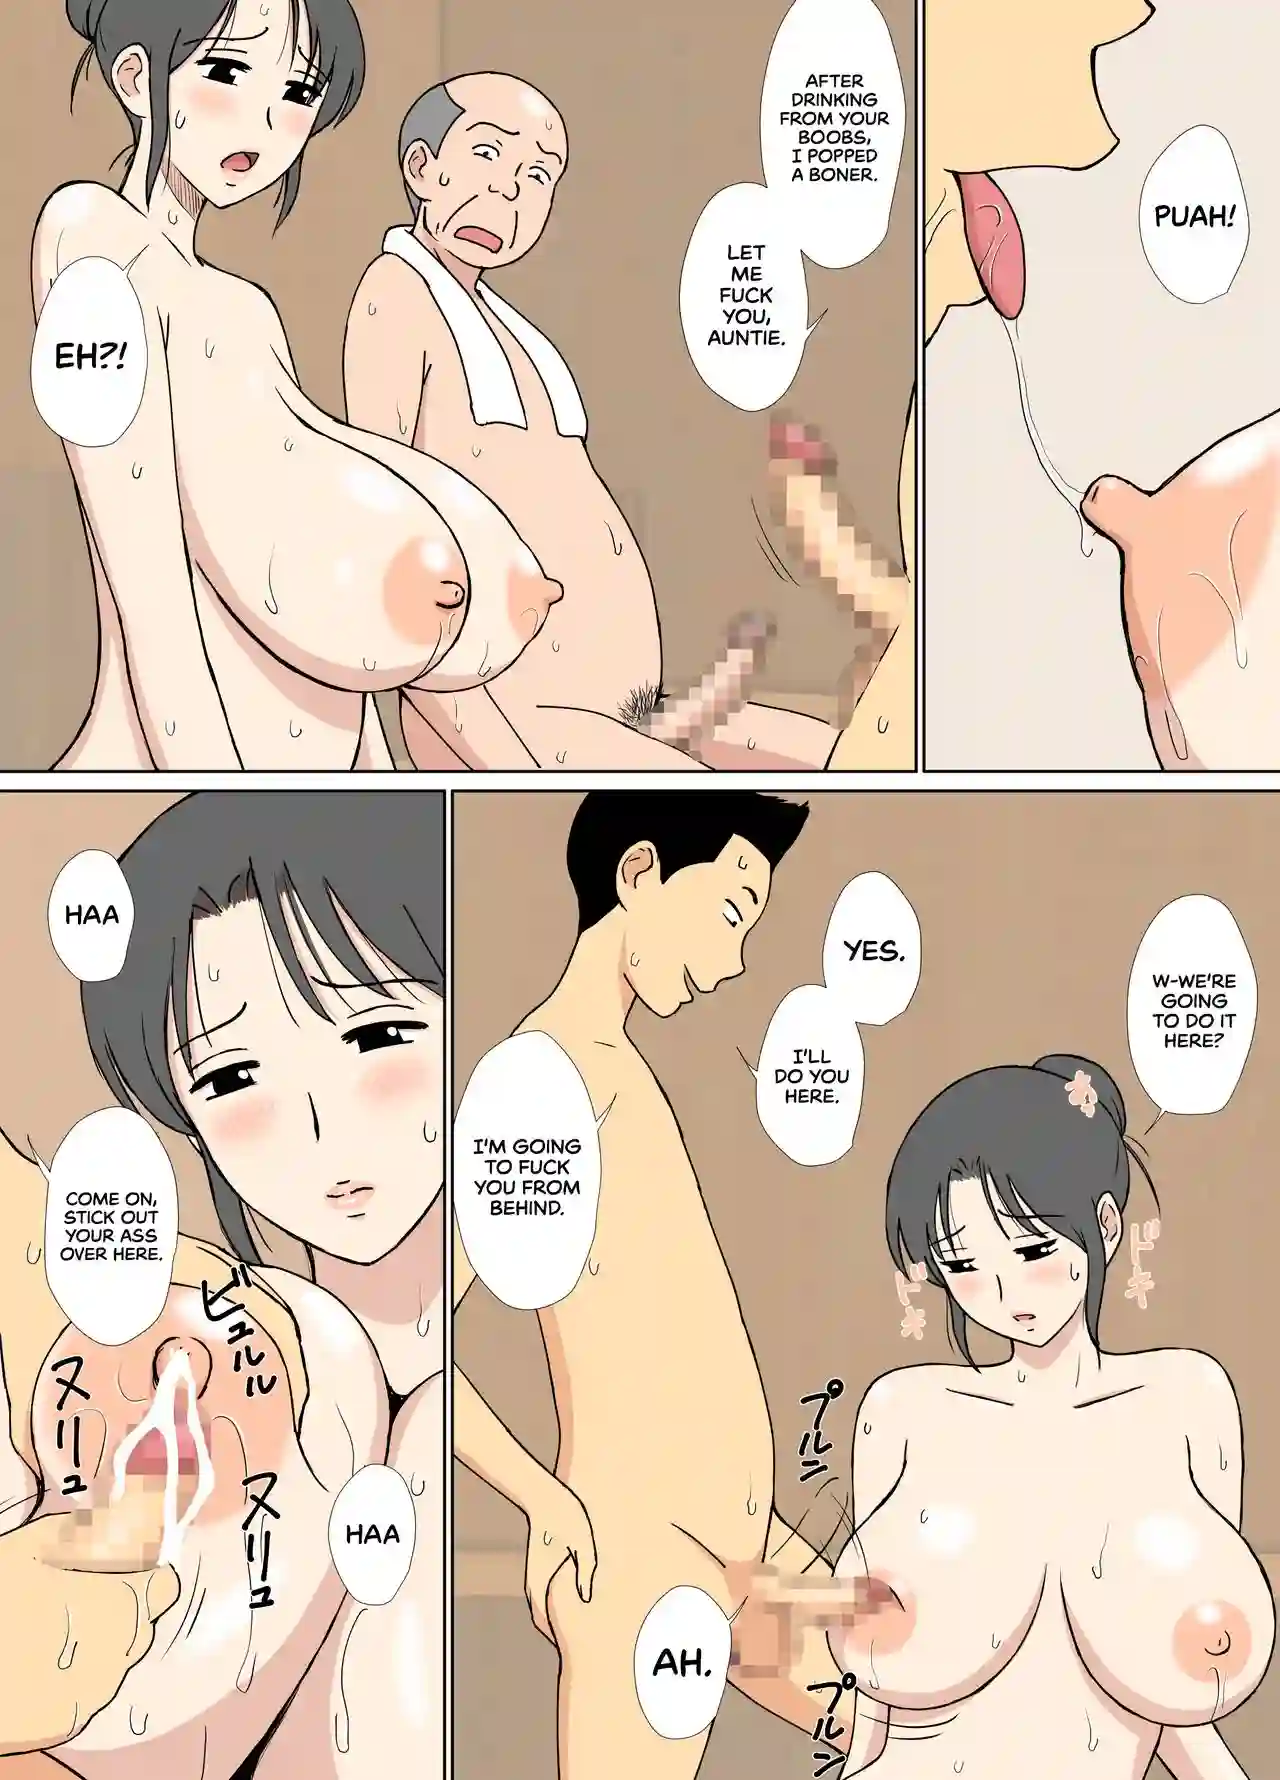 PUAH!
AFTER
DRINKING
FROM YOUR
BOOBS,
I POPPED
A BONER.
LET
ME
FUCK
YOU,
AUNTIE.
EH?!
W-WE'RE
GOING
TO DO IT
HERE?
YES.
I'LL
DO YOU
HERE.
I'M GOING
TO FUCK
YOU FROM
BEHIND.
AH.
ドキ
ドキ
プルン
プルン
HAA
COME ON,
STICK OUT
YOUR ASS
OVER HERE.
ビュルル
ヌリュ
ヌリュ
HAA